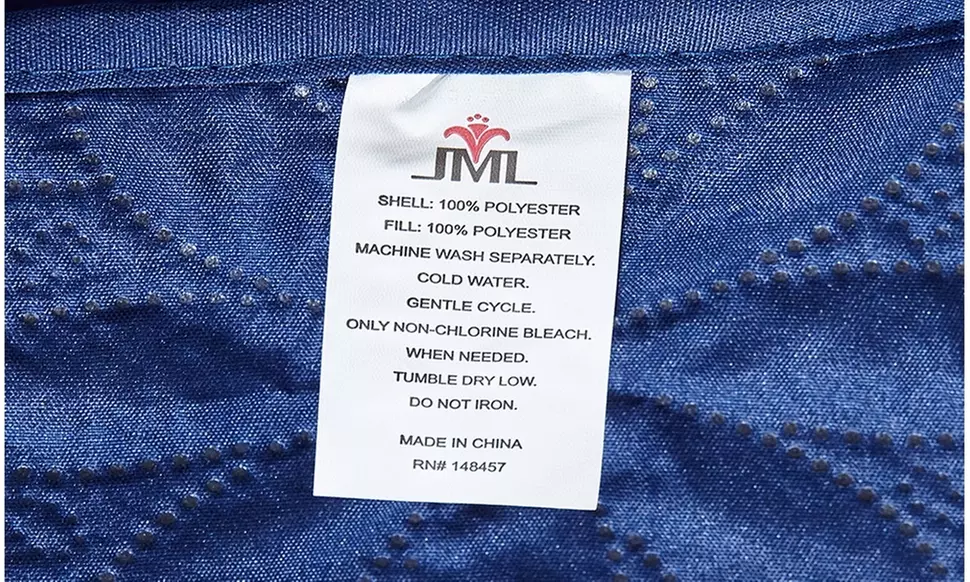 JML
SHELL: 100% POLYESTER
FILL: 100% POLYESTER
MACHINE WASH SEPARATELY.
COLD WATER.
GENTLE CYCLE.
ONLY NON-CHLORINE BLEACH.
WHEN NEEDED.
TUMBLE DRY LOW.
DO NOT IRON.
MADE IN CHINA
RN# 148457